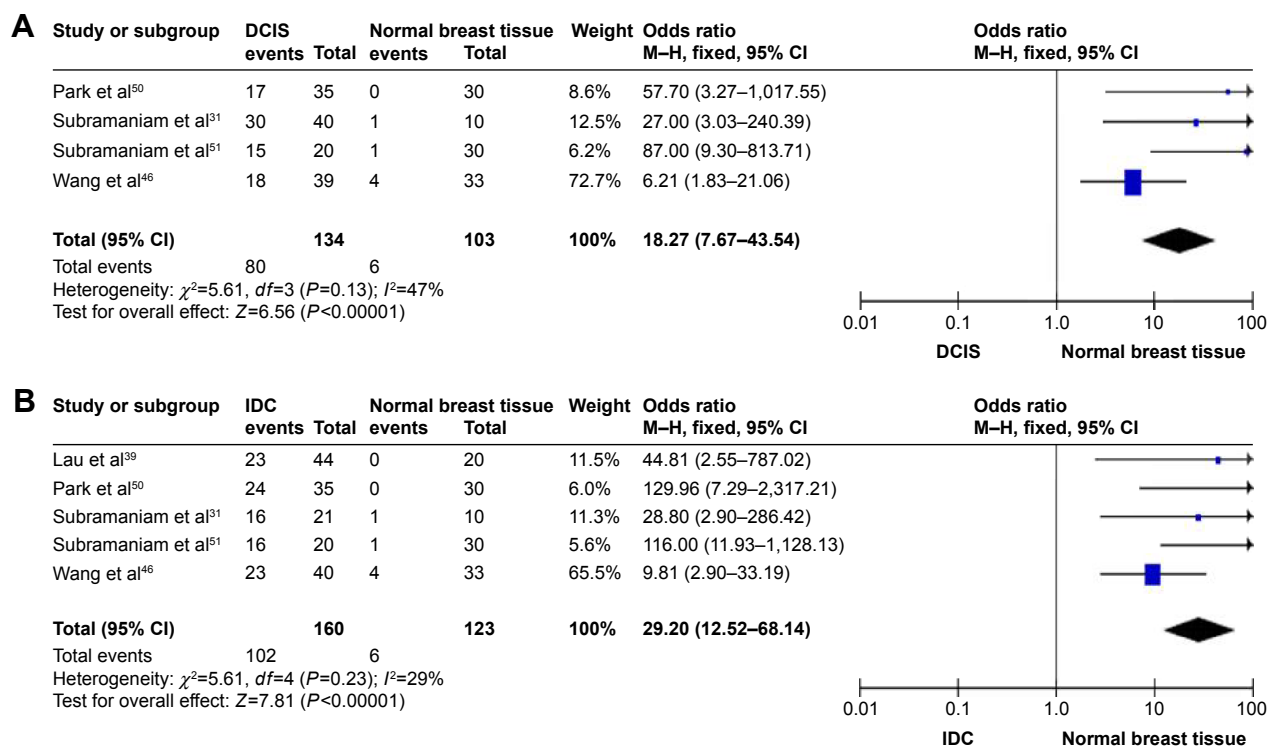 A
Study or subgroup DCIS Normal breast tissue Weight Odds ratio Odds ratio
events Total events Total M–H, fixed, 95% CI M–H, fixed, 95% CI
Park et al50 17 35 0 30 8.6% 57.70 (3.27–1,017.55)
Subramaniam et al31 30 40 1 10 12.5% 27.00 (3.03–240.39)
Subramaniam et al51 15 20 1 30 6.2% 87.00 (9.30–813.71)
Wang et al46 18 39 4 33 72.7% 6.21 (1.83–21.06)
Total (95% CI) 134 103 100% 18.27 (7.67–43.54)
Total events 80 6
Heterogeneity: χ2=5.61, df=3 (P=0.13); I2=47%
Test for overall effect: Z=6.56 (P<0.00001)
0.01 0.1 1.0 10 100
DCIS Normal breast tissue
B
Study or subgroup IDC Normal breast tissue Weight Odds ratio Odds ratio
events Total events Total M–H, fixed, 95% CI M–H, fixed, 95% CI
Lau et al39 23 44 0 20 11.5% 44.81 (2.55–787.02)
Park et al50 24 35 0 30 6.0% 129.96 (7.29–2,317.21)
Subramaniam et al31 16 21 1 10 11.3% 28.80 (2.90–286.42)
Subramaniam et al51 16 20 1 30 5.6% 116.00 (11.93–1,128.13)
Wang et al46 23 40 4 33 65.5% 9.81 (2.90–33.19)
Total (95% CI) 160 123 100% 29.20 (12.52–68.14)
Total events 102 6
Heterogeneity: χ2=5.61, df=4 (P=0.23); I2=29%
Test for overall effect: Z=7.81 (P<0.00001)
0.01 0.1 1.0 10 100
IDC Normal breast tissue